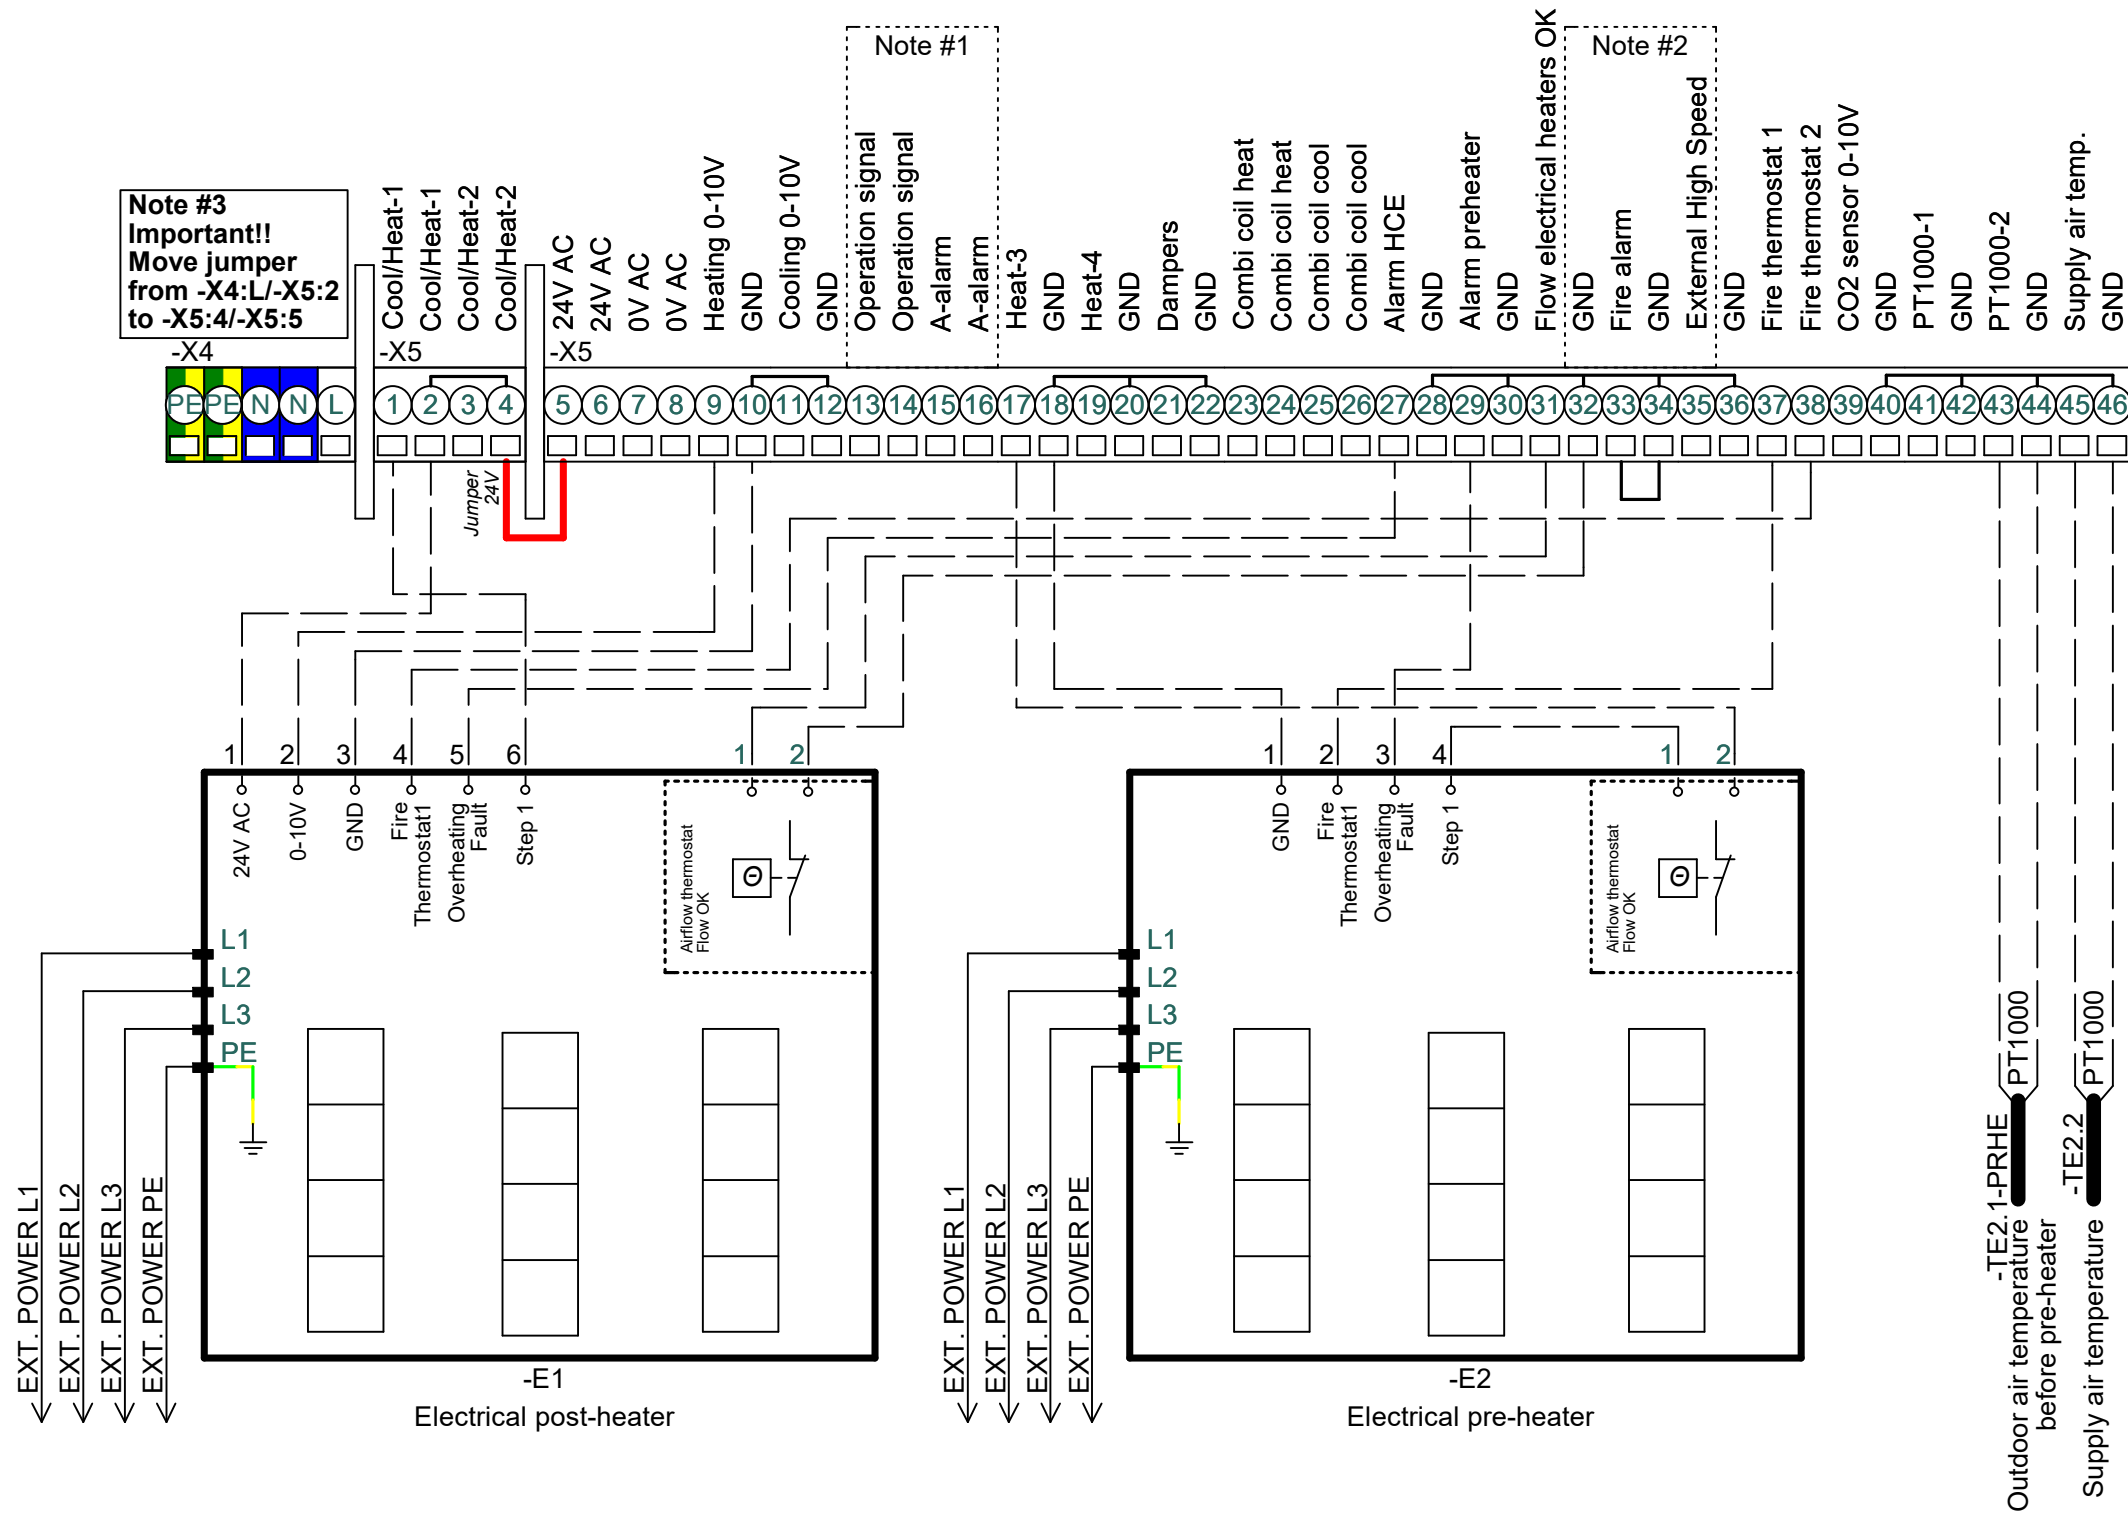 Note #1
Note #2
Note #3
Important!!
Move jumper
from -X4:L/-X5:2
to -X5:4/-X5:5
Cool/Heat-1
Cool/Heat-1
Cool/Heat-2
Cool/Heat-2
24V AC
24V AC
0V AC
0V AC
Heating 0-10V
GND
Cooling 0-10V
GND
Operation signal
Operation signal
A-alarm
A-alarm
Heat-3
GND
Heat-4
GND
Dampers
GND
Combi coil heat
Combi coil heat
Combi coil cool
Combi coil cool
Alarm HCE
GND
Alarm preheater
GND
Flow electrical heaters OK
GND
Fire alarm
GND
External High Speed
GND
Fire thermostat 1
Fire thermostat 2
CO2 sensor 0-10V
GND
PT1000-1
GND
PT1000-2
GND
Supply air temp.
GND
-X4 -X5 -X5
PE PE N N L 1 2 3 4 5 6 7 8 9 10 11 12 13 14 15 16 17 18 19 20 21 22 23 24 25 26 27 28 29 30 31 32 33 34 35 36 37 38 39 40 41 42 43 44 45 46
Jumper
24V
1 2 3 4 5 6 1 2
24V AC
0-10V
GND
Fire
Thermostat1
Overheating
Fault
Step 1
Airflow thermostat
Flow OK
Θ
L1
L2
L3
PE
EXT. POWER L1
EXT. POWER L2
EXT. POWER L3
EXT. POWER PE
-E1
Electrical post-heater
1 2 3 4 1 2
GND
Fire
Thermostat1
Overheating
Fault
Step 1
Airflow thermostat
Flow OK
Θ
L1
L2
L3
PE
EXT. POWER L1
EXT. POWER L2
EXT. POWER L3
EXT. POWER PE
-E2
Electrical pre-heater
PT1000
-TE2.1-PRHE
Outdoor air temperature
before pre-heater
PT1000
-TE2.2
Supply air temperature